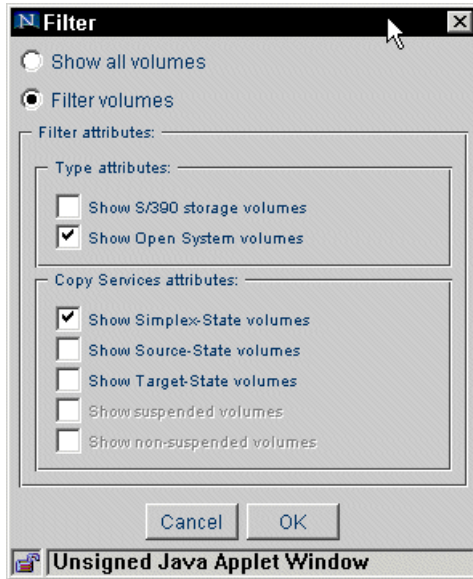 N Filter
Show all volumes
Filter volumes
Filter attributes:
Type attributes:
Show S/390 storage volumes
Show Open System volumes
Copy Services attributes:
Show Simplex-State volumes
Show Source-State volumes
Show Target-State volumes
Show suspended volumes
Show non-suspended volumes
Cancel OK
Unsigned Java Applet Window